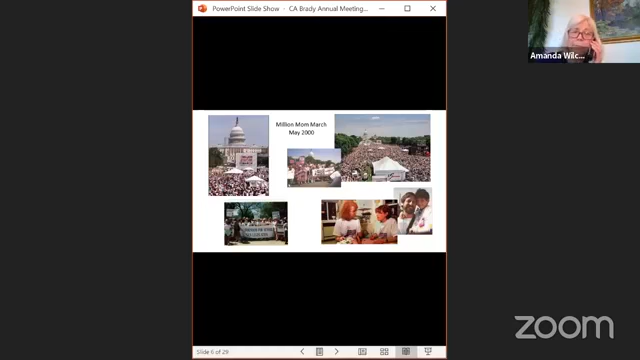 PowerPoint Slide Show - CA Brady Annual Meeting...
Amanda Wilc...
Million Mom March
May 2000
Slide 6 of 29
zoom